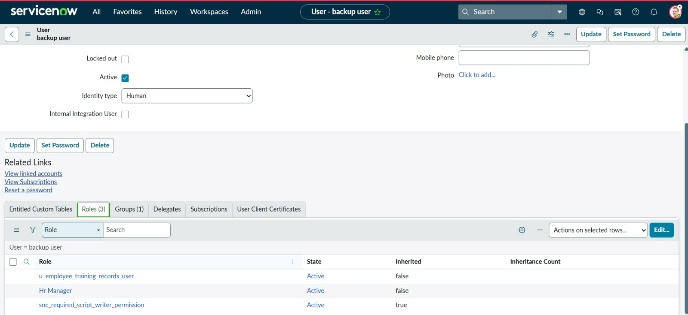 servicenow All Favorites History Workspaces Admin User - backup user Search
User
backup user
Update Set Password Delete
Locked out
Mobile phone
Active
Photo Click to add...
Identity type Human
Internal Integration User
Update Set Password Delete
Related Links
View linked accounts
View Subscriptions
Reset a password
Entitled Custom Tables Roles (3) Groups (1) Delegates Subscriptions User Client Certificates
Role Search Actions on selected rows... Edit...
User = backup user
Role State Inherited Inheritance Count
u_employee_training_records_user Active false
Hr Manager Active false
snc_required_script_writer_permission Active true